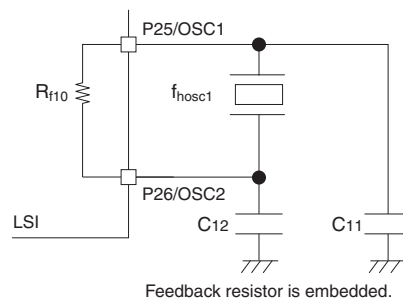 P25/OSC1
Rf10
fhosc1
P26/OSC2
LSI
C12
C11
Feedback resistor is embedded.